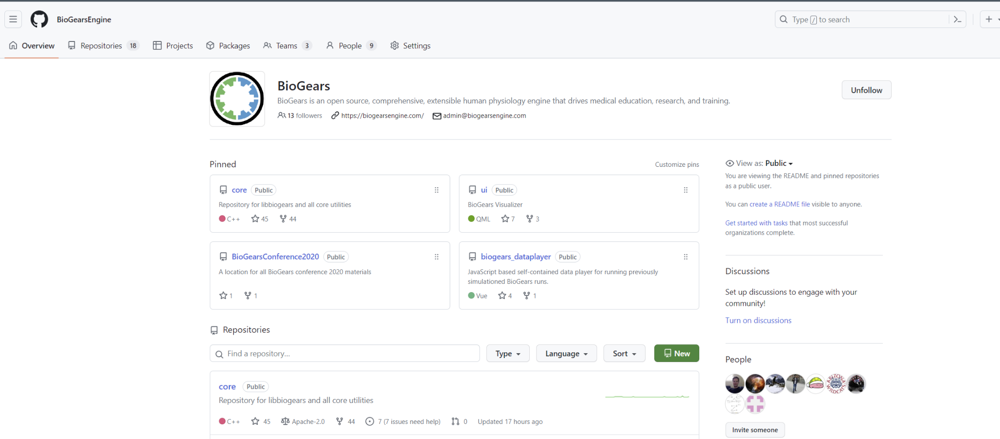 BioGearsEngine
Type / to search
Overview
Repositories 18
Projects
Packages
Teams 3
People 9
Settings
BioGears
BioGears is an open source, comprehensive, extensible human physiology engine that drives medical education, research, and training.
13 followers
https://biogearsengine.com/
admin@biogearsengine.com
Unfollow
Pinned
Customize pins
core Public
Repository for libbiogears and all core utilities
C++ 45 44
ui Public
BioGears Visualizer
QML 7 3
BioGearsConference2020 Public
A location for all BioGears conference 2020 materials
1 1
biogears_dataplayer Public
JavaScript based self-contained data player for running previously
simulationed BioGears runs.
Vue 4 1
Repositories
Find a repository...
Type
Language
Sort
New
core Public
Repository for libbiogears and all core utilities
C++ 45 Apache-2.0 44 7 (7 issues need help) 0 Updated 17 hours ago
View as: Public
You are viewing the README and pinned repositories
as a public user.
You can create a README file visible to anyone.
Get started with tasks that most successful
organizations complete.
Discussions
Set up discussions to engage with your
community!
Turn on discussions
People
ARIZONA
WILDCATS
Invite someone